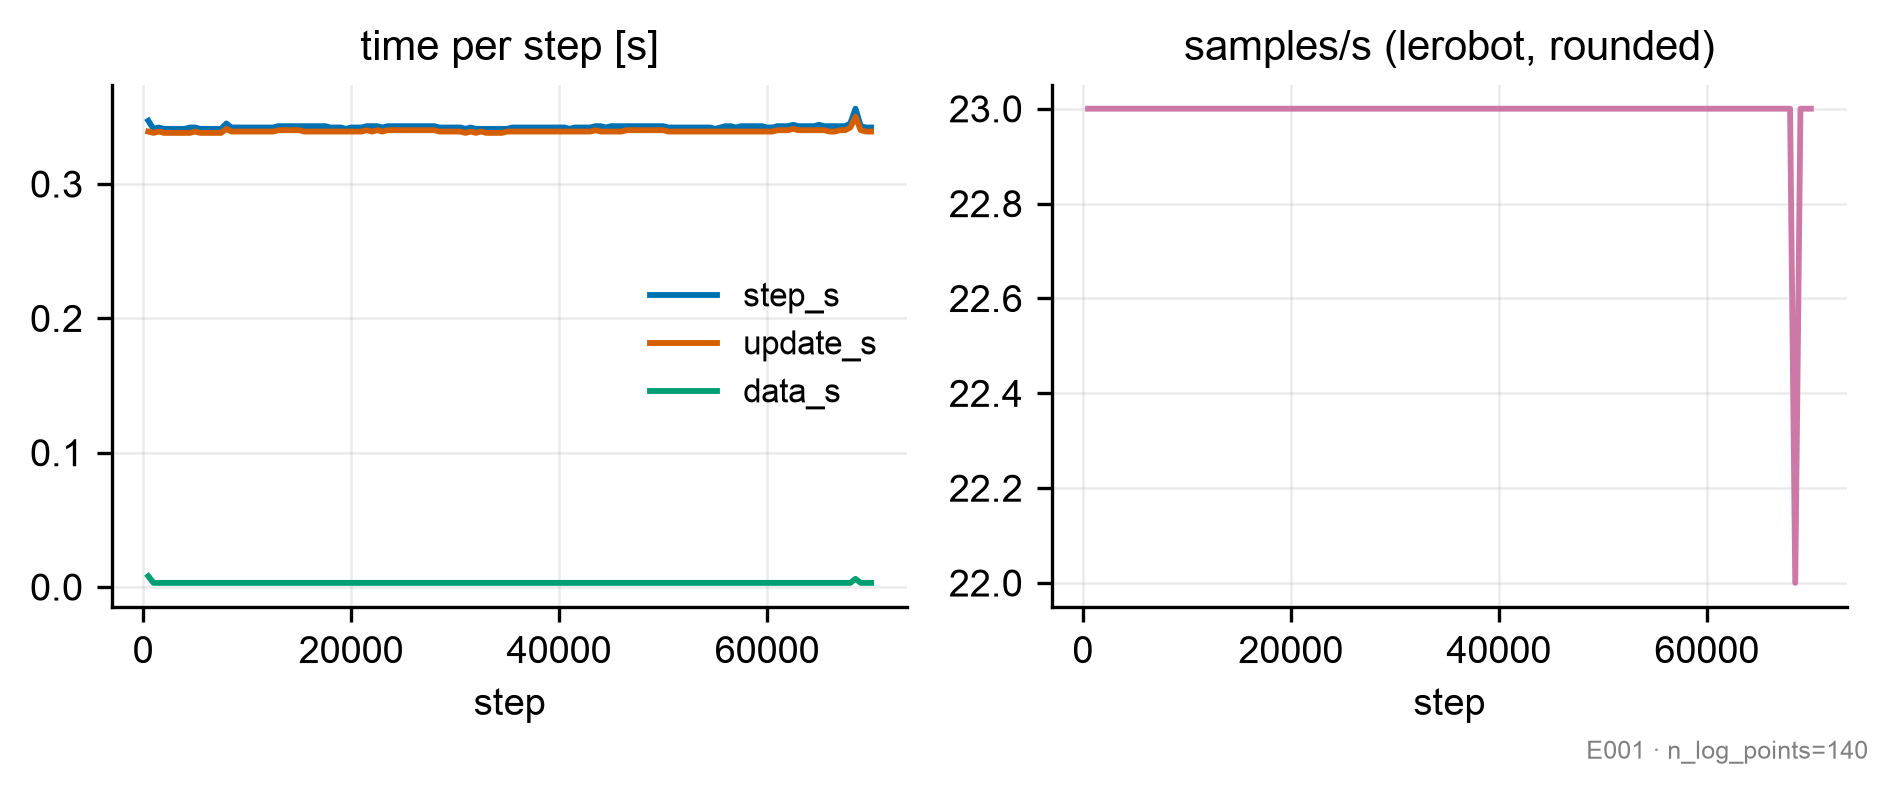 time per step [s]
0.3
0.2
0.1
0.0
step_s
update_s
data_s
0
20000
40000
60000
step
samples/s (lerobot, rounded)
23.0
22.8
22.6
22.4
22.2
22.0
0
20000
40000
60000
step
E001 · n_log_points=140